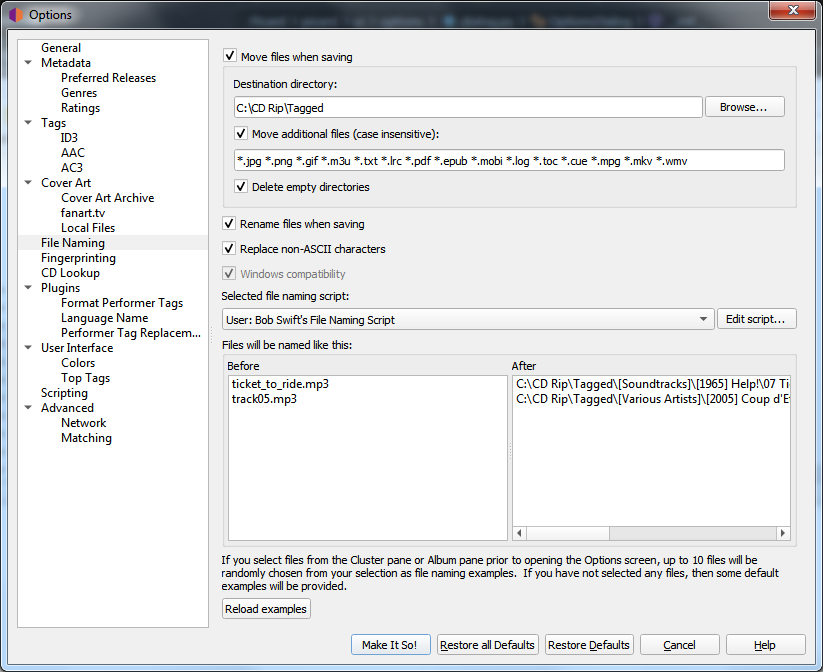 Options
General
Metadata
Preferred Releases
Genres
Ratings
Tags
ID3
AAC
AC3
Cover Art
Cover Art Archive
fanart.tv
Local Files
File Naming
Fingerprinting
CD Lookup
Plugins
Format Performer Tags
Language Name
Performer Tag Replacem...
User Interface
Colors
Top Tags
Scripting
Advanced
Network
Matching
Move files when saving
Destination directory:
C:\CD Rip\Tagged
Browse...
Move additional files (case insensitive):
*.jpg *.png *.gif *.m3u *.txt *.lrc *.pdf *.epub *.mobi *.log *.toc *.cue *.mpg *.mkv *.wmv
Delete empty directories
Rename files when saving
Replace non-ASCII characters
Windows compatibility
Selected file naming script:
User: Bob Swift's File Naming Script
Edit script...
Files will be named like this:
Before
ticket_to_ride.mp3
track05.mp3
After
C:\CD Rip\Tagged\[Soundtracks]\[1965] Help!\07 Ti
C:\CD Rip\Tagged\[Various Artists]\[2005] Coup d'E
If you select files from the Cluster pane or Album pane prior to opening the Options screen, up to 10 files will be
randomly chosen from your selection as file naming examples.  If you have not selected any files, then some default
examples will be provided.
Reload examples
Make It So!
Restore all Defaults
Restore Defaults
Cancel
Help